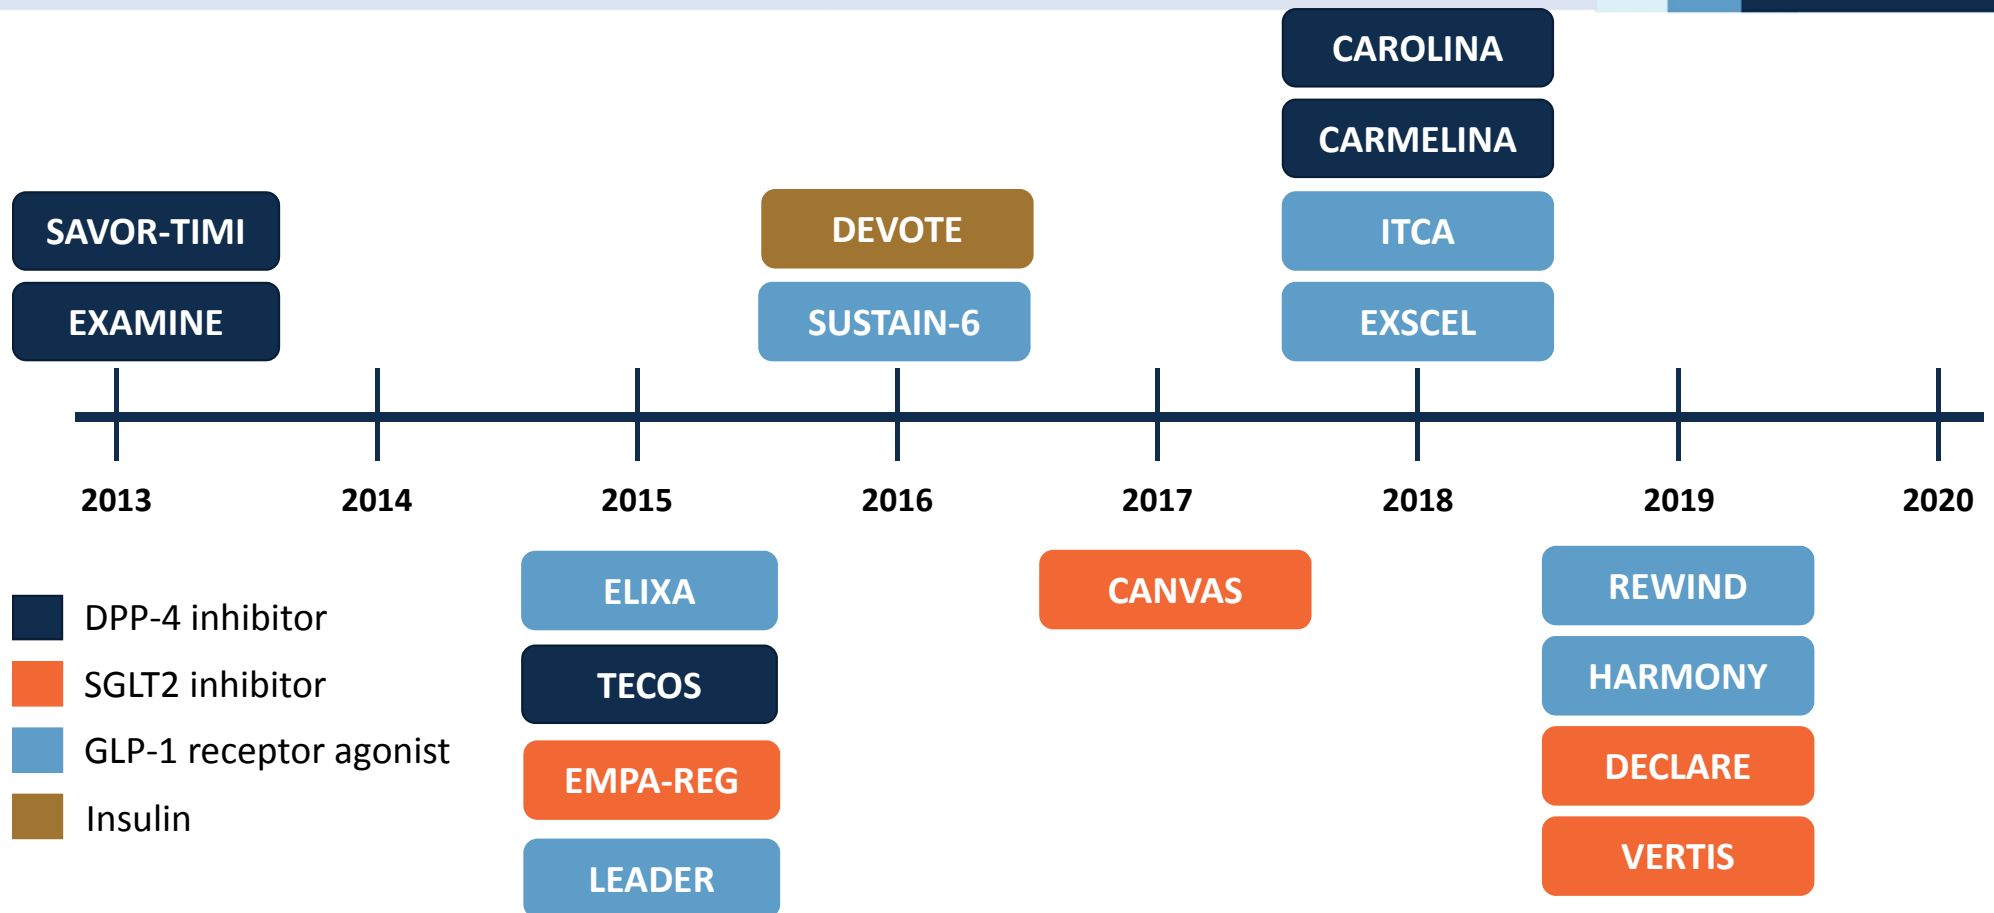 CAROLINA
CARMELINA
SAVOR-TIMI
DEVOTE
ITCA
EXAMINE
SUSTAIN-6
EXSCEL
2013 2014 2015 2016 2017 2018 2019 2020
ELIXA
CANVAS
REWIND
TECOS
HARMONY
EMPA-REG
DECLARE
LEADER
VERTIS
DPP-4 inhibitor
SGLT2 inhibitor
GLP-1 receptor agonist
Insulin